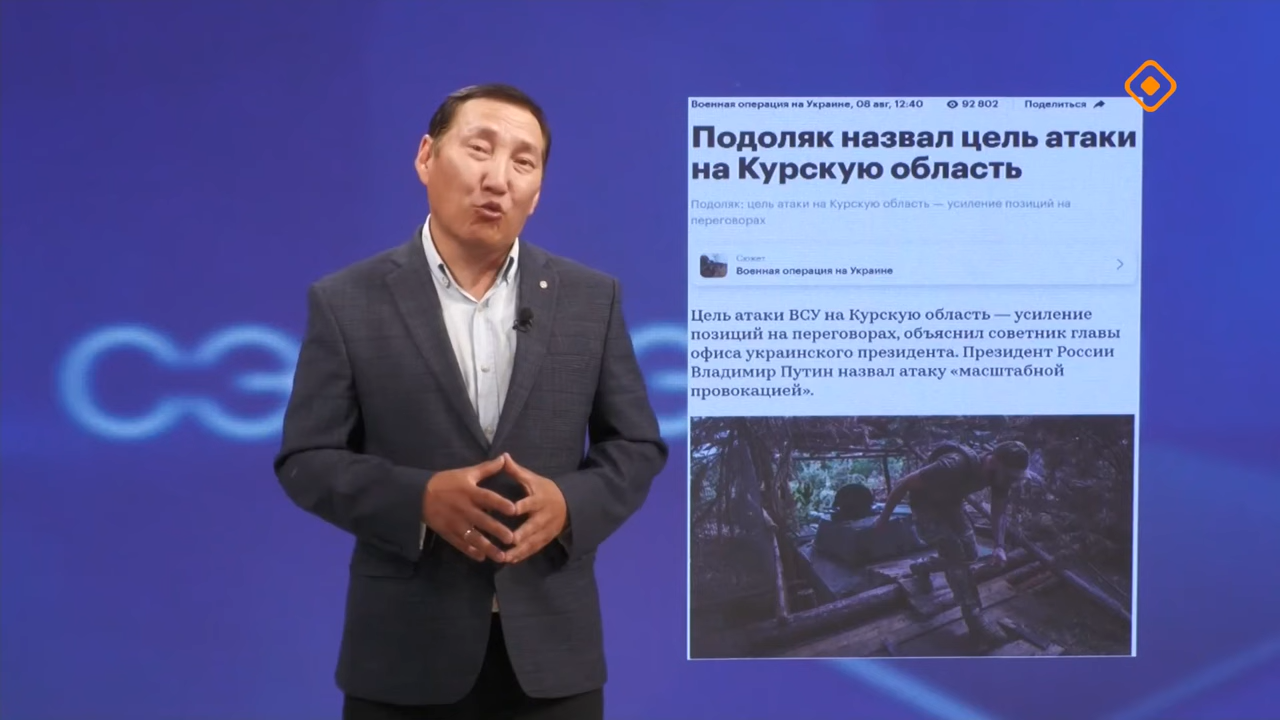 Военная операция на Украине, 08 авг, 12:40 92 802 Поделиться
Подоляк назвал цель атаки
на Курскую область
Подоляк: цель атаки на Курскую область — усиление позиций на
переговорах
Сюжет
Военная операция на Украине
Цель атаки ВСУ на Курскую область — усиление
позиций на переговорах, объяснил советник главы
офиса украинского президента. Президент России
Владимир Путин назвал атаку «масштабной
провокацией».